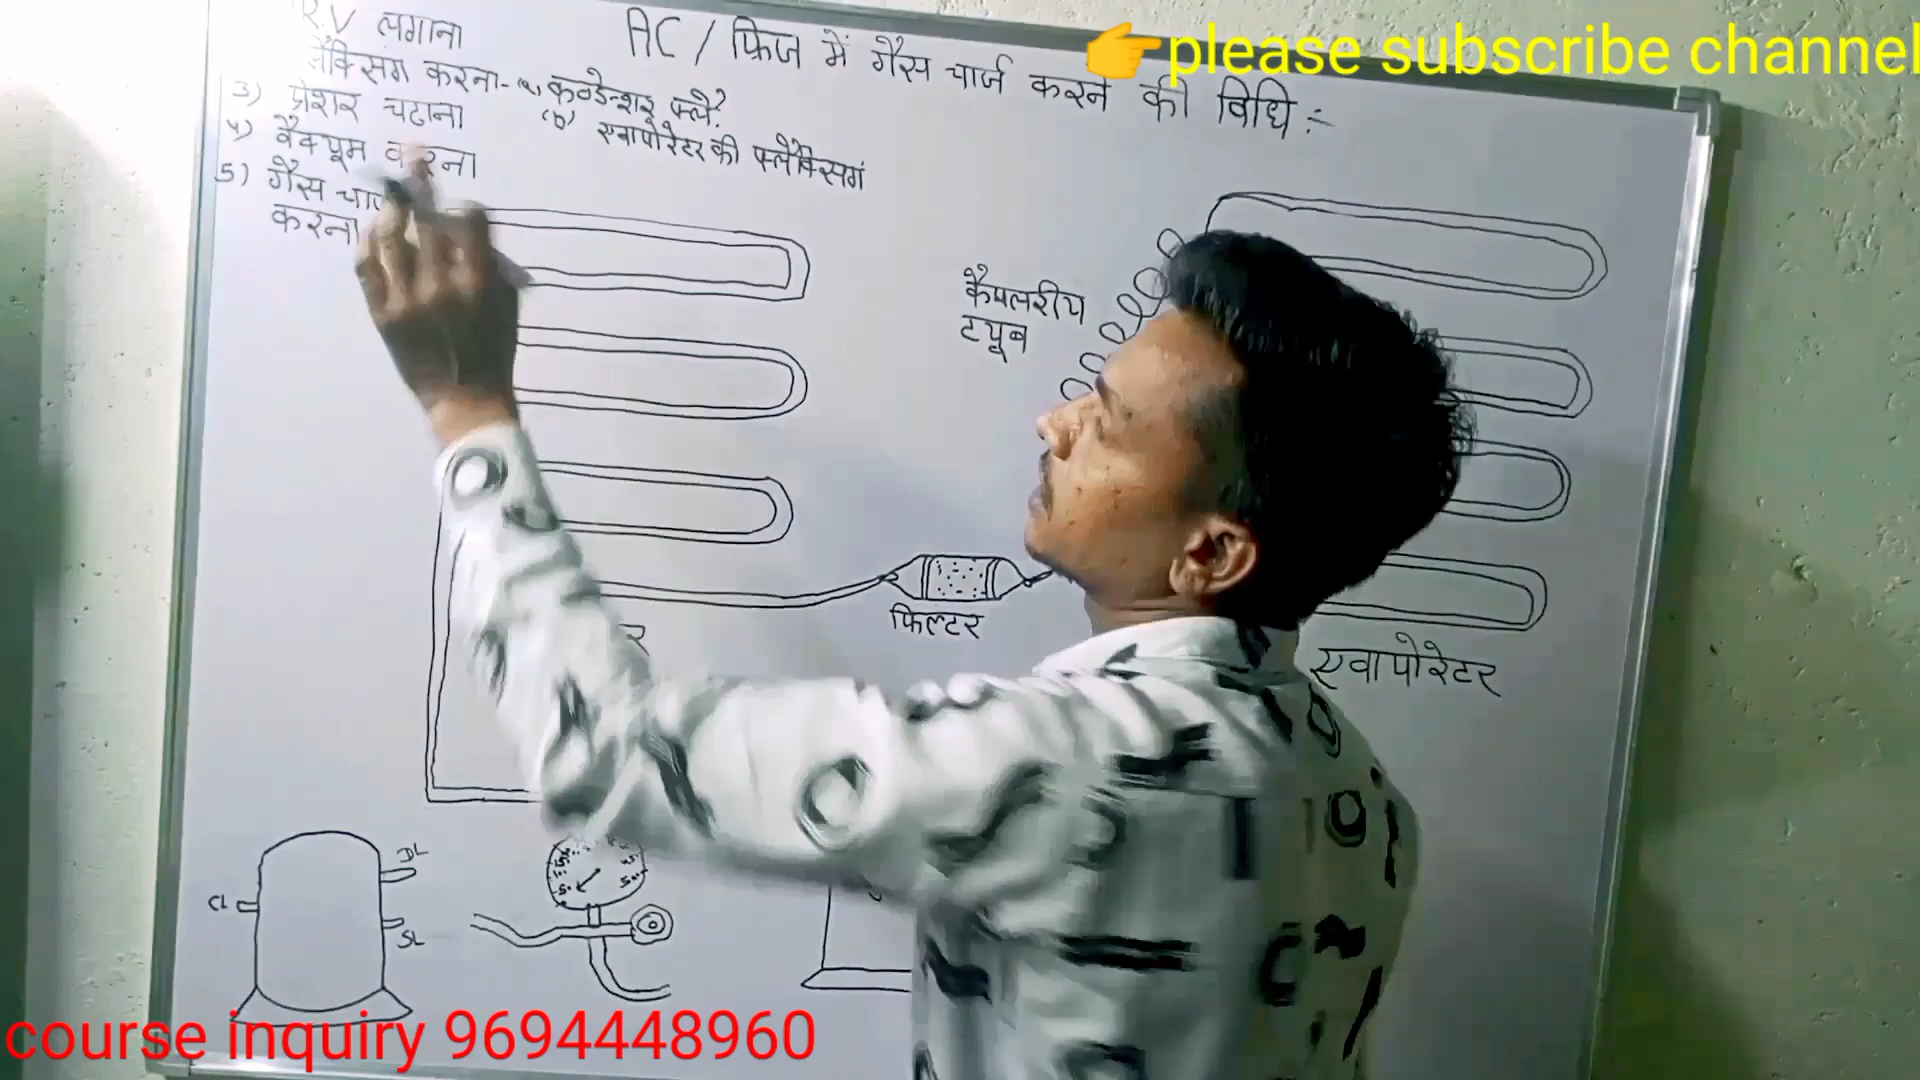 R.V लगाना
AC / फ्रिज में गैस चार्ज करने की विधि :-
👉please subscribe channel
करना - (a) कण्डेन्शर फ्लै?
(b) एवापोरेटर की फ्लैक्सिंग
3) प्रेशर चढाना
4) वैक्यूम करना
5) गैस चार्ज
करना
कैपलरीय
टयूब
फिल्टर
एवापोरेटर
DL
CL
SL
course inquiry 9694448960